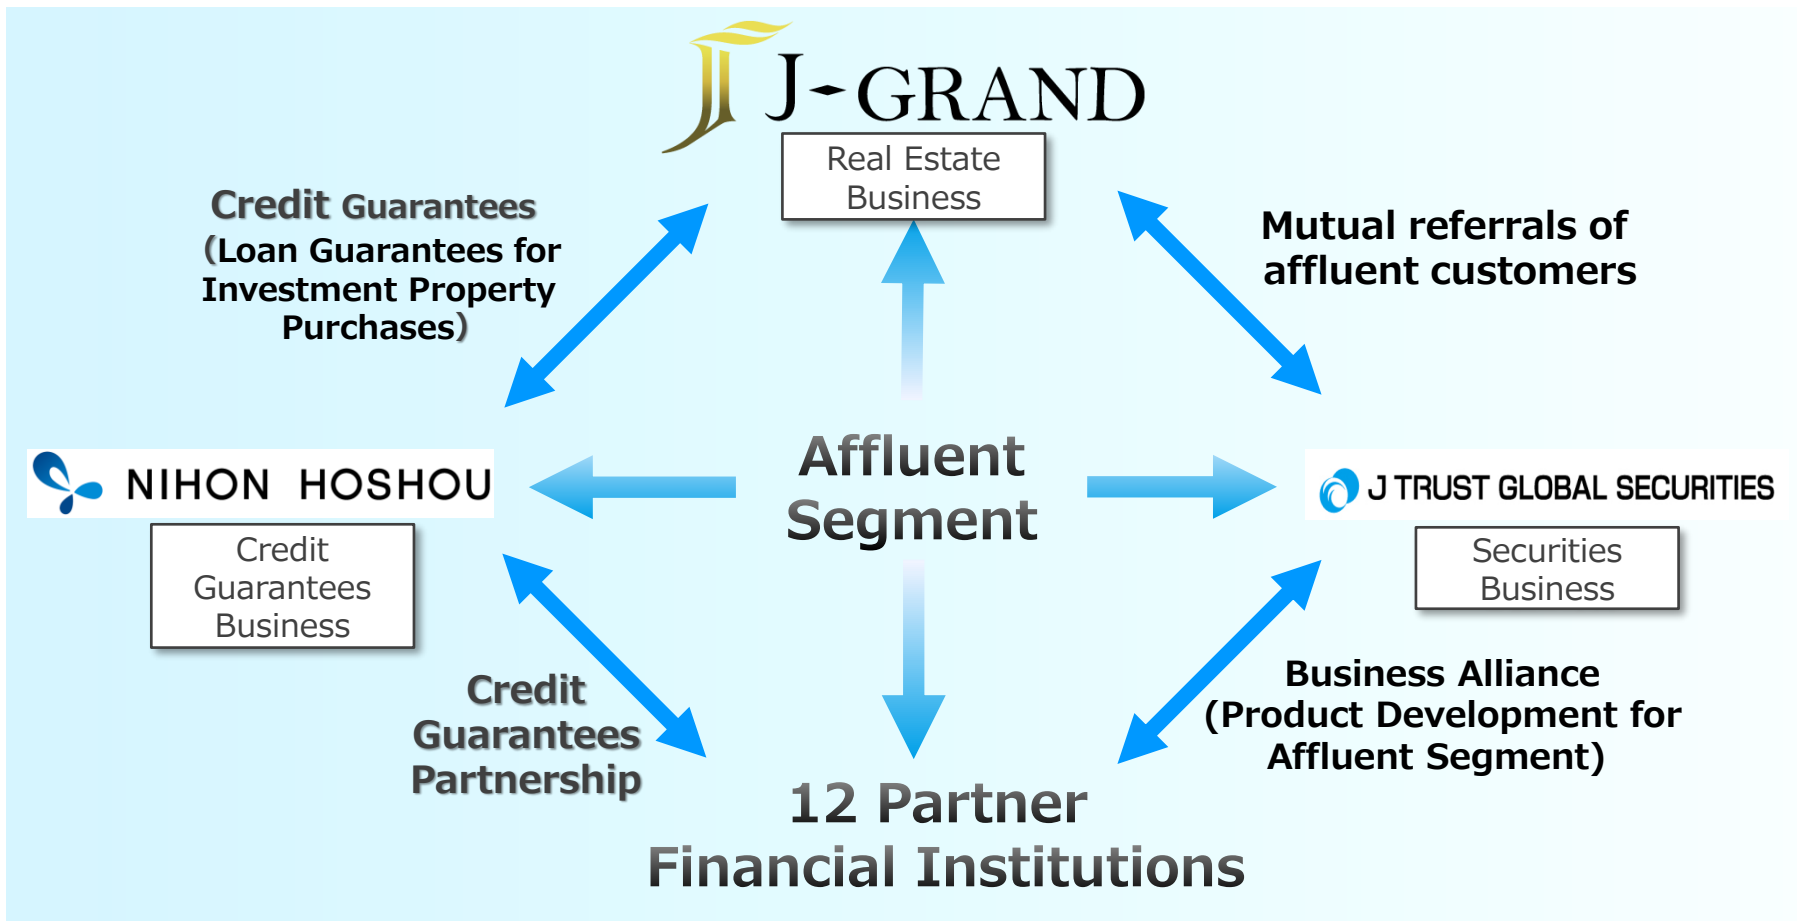 J-GRAND
Real Estate
Business
Credit Guarantees
（Loan Guarantees for
Investment Property
Purchases）
Mutual referrals of
affluent customers
Affluent
Segment
NIHON HOSHOU
Credit
Guarantees
Business
J TRUST GLOBAL SECURITIES
Securities
Business
Credit
Guarantees
Partnership
Business Alliance
(Product Development for
Affluent Segment)
12 Partner
Financial Institutions